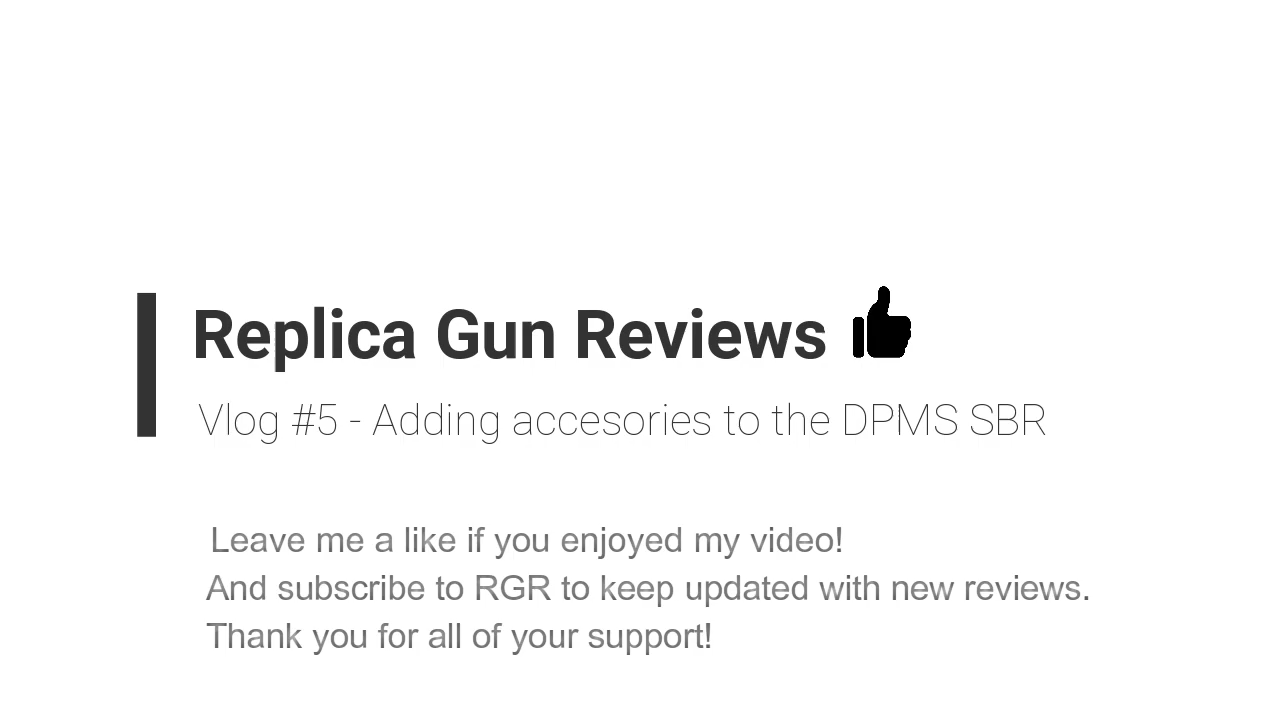 Replica Gun Reviews
Vlog #5 - Adding accesories to the DPMS SBR
Leave me a like if you enjoyed my video!
And subscribe to RGR to keep updated with new reviews.
Thank you for all of your support!